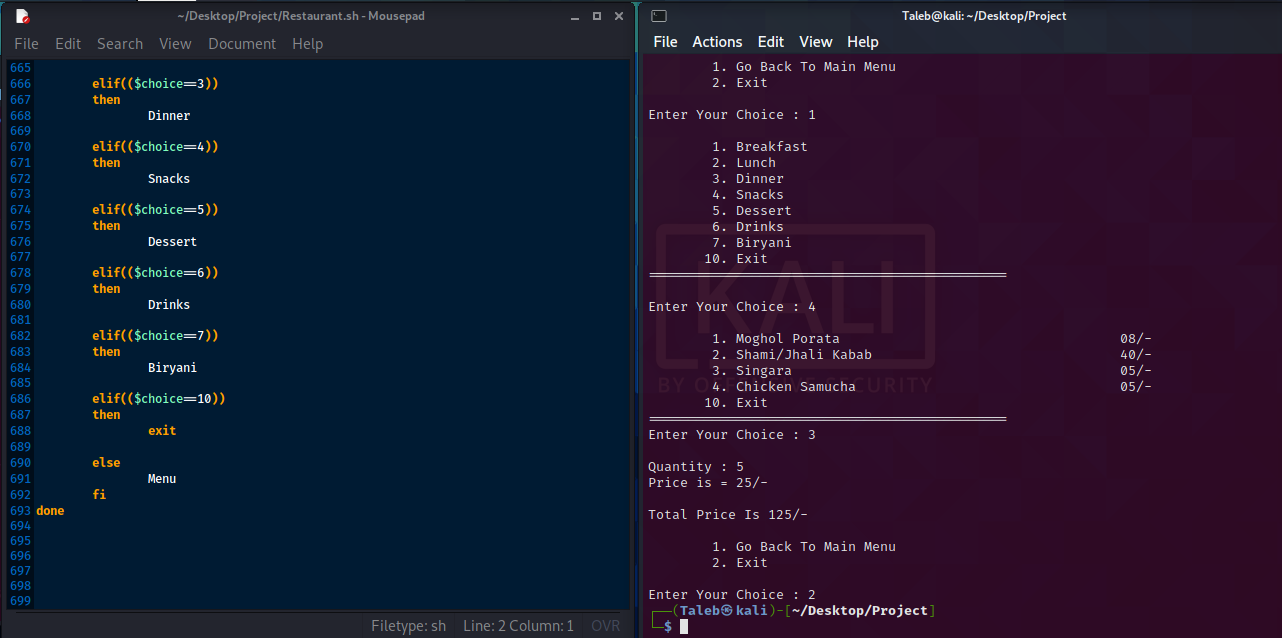 ~/Desktop/Project/Restaurant.sh - Mousepad
File Edit Search View Document Help
665
666 elif(($choice==3))
667 then
668 Dinner
669
670 elif(($choice==4))
671 then
672 Snacks
673
674 elif(($choice==5))
675 then
676 Dessert
677
678 elif(($choice==6))
679 then
680 Drinks
681
682 elif(($choice==7))
683 then
684 Biryani
685
686 elif(($choice==10))
687 then
688 exit
689
690 else
691 Menu
692 fi
693 done
694
695
696
697
698
699
Filetype: sh Line: 2 Column: 1 OVR
Taleb@kali: ~/Desktop/Project
File Actions Edit View Help
1. Go Back To Main Menu
2. Exit
Enter Your Choice : 1
1. Breakfast
2. Lunch
3. Dinner
4. Snacks
5. Dessert
6. Drinks
7. Biryani
10. Exit
Enter Your Choice : 4
1. Moghol Porata 08/-
2. Shami/Jhali Kabab 40/-
3. Singara 05/-
4. Chicken Samucha 05/-
10. Exit
Enter Your Choice : 3
Quantity : 5
Price is = 25/-
Total Price Is 125/-
1. Go Back To Main Menu
2. Exit
Enter Your Choice : 2
┌──(Taleb㉿kali)-[~/Desktop/Project]
└─$
KALI
BY OFFENSIVE SECURITY